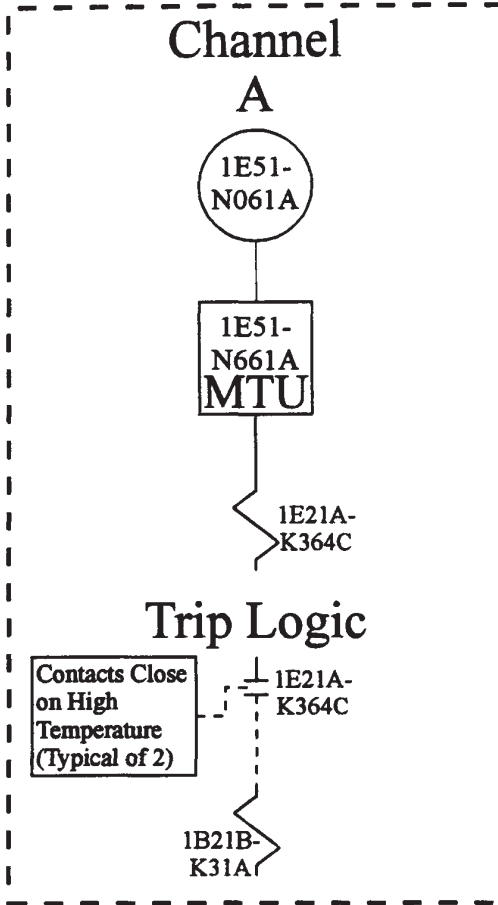 Channel
A
1E51-
N061A
1E51-
N661A
MTU
1E21A-
K364C
Trip Logic
Contacts Close
on High
Temperature
(Typical of 2)
1E21A-
K364C
1B21B-
K31A